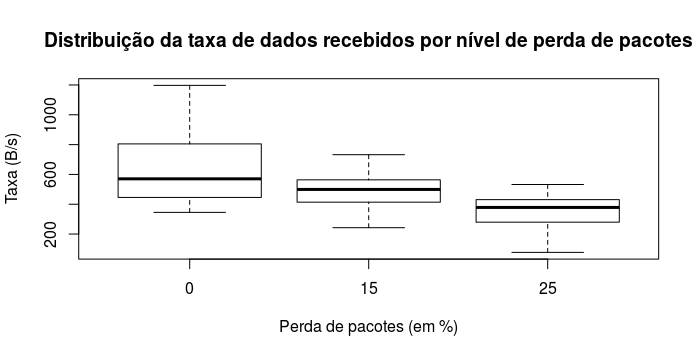 Distribuição da taxa de dados recebidos por nível de perda de pacotes
Taxa (B/s)
1000
600
200
0 15 25
Perda de pacotes (em %)